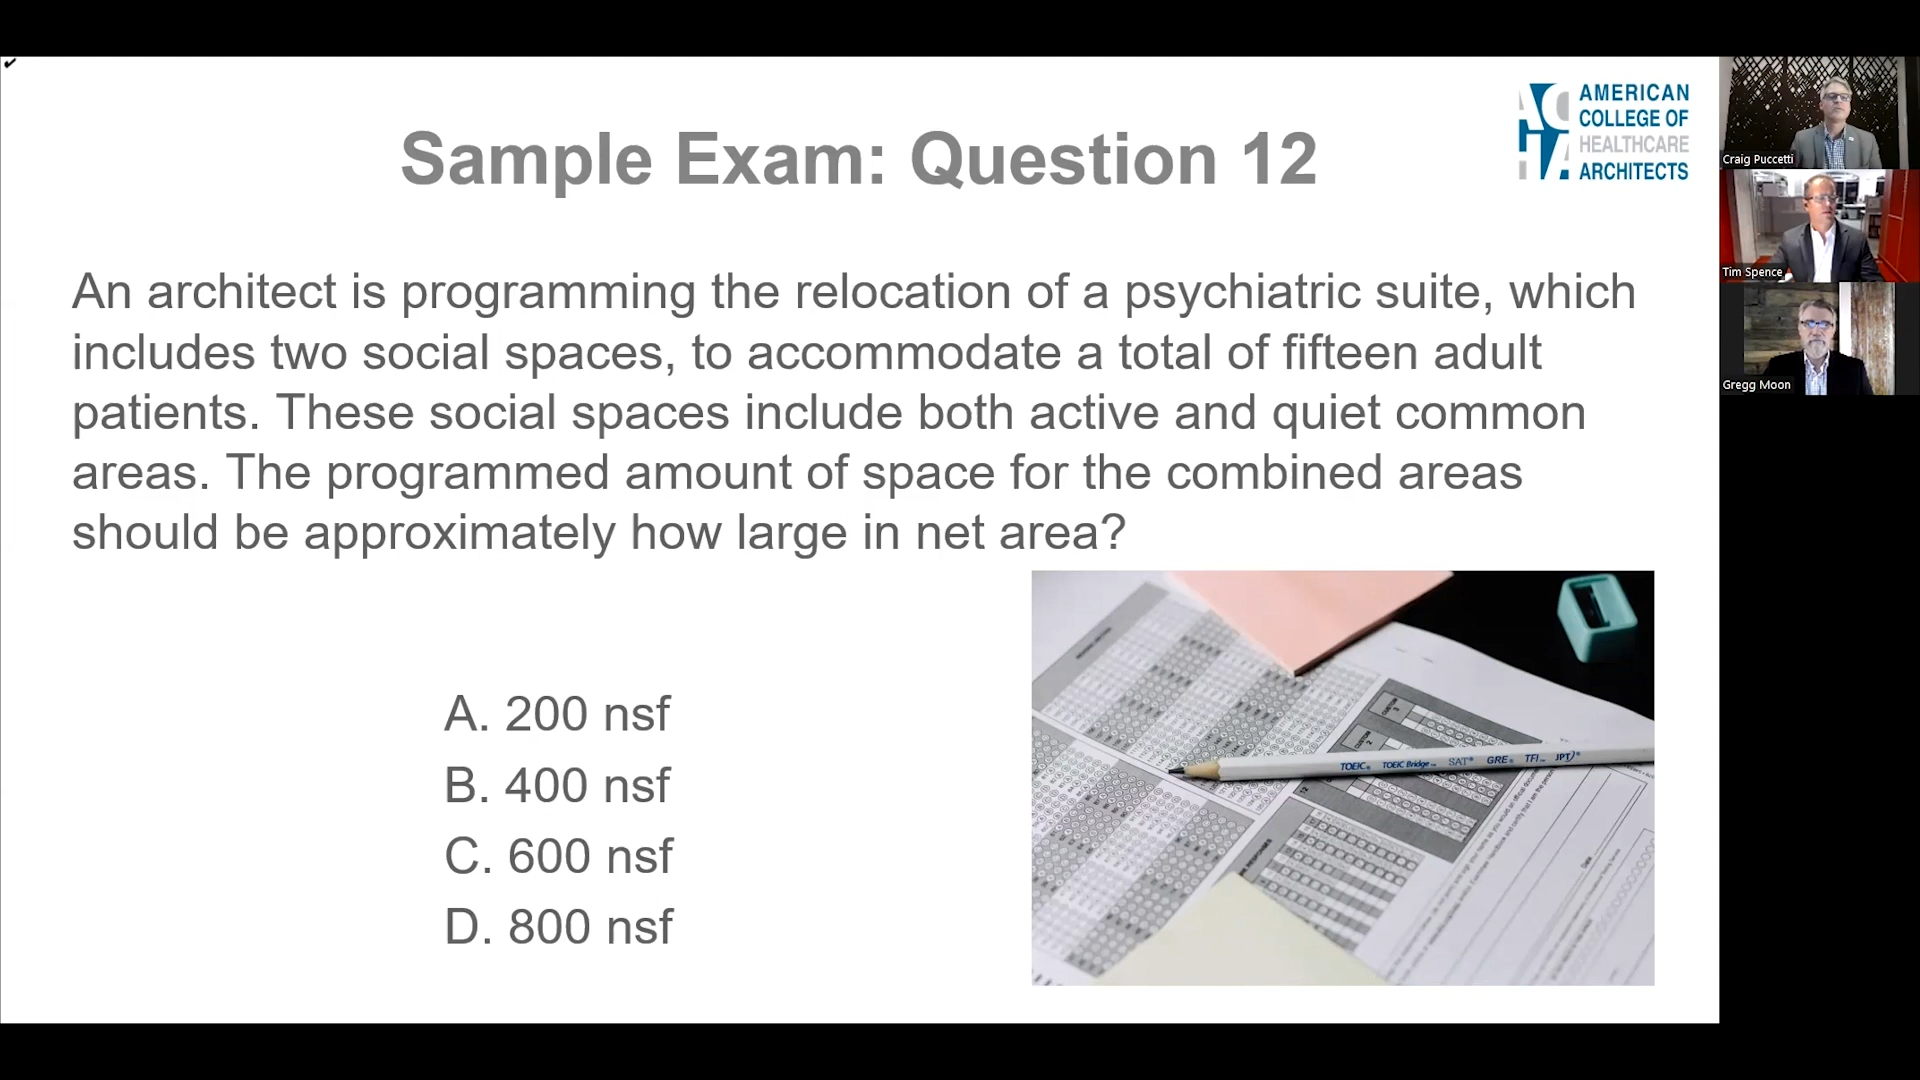 AMERICAN
COLLEGE OF
HEALTHCARE
ARCHITECTS
Sample Exam: Question 12
An architect is programming the relocation of a psychiatric suite, which
includes two social spaces, to accommodate a total of fifteen adult
patients. These social spaces include both active and quiet common
areas. The programmed amount of space for the combined areas
should be approximately how large in net area?
A. 200 nsf
B. 400 nsf
C. 600 nsf
D. 800 nsf
TOEIC® TOEIC Bridge™ SAT® GRE® TFI™ JPT®
Craig Puccetti
Tim Spence
Gregg Moon